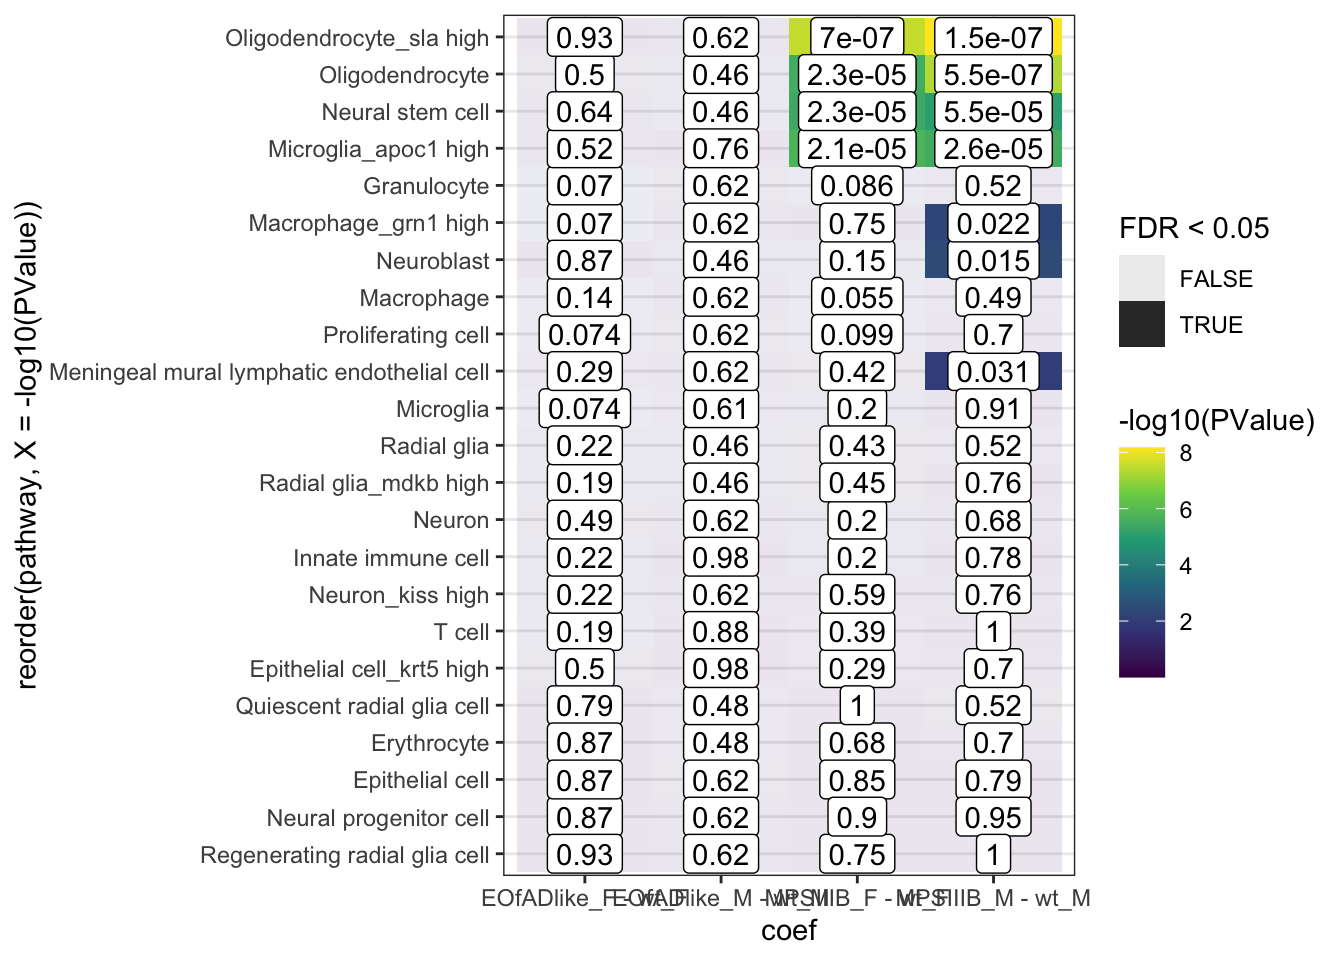 Oligodendrocyte_sla high 0.93 0.62 7e-07 1.5e-07
Oligodendrocyte 0.5 0.46 2.3e-05 5.5e-07
Neural stem cell 0.64 0.46 2.3e-05 5.5e-05
Microglia_apoc1 high 0.52 0.76 2.1e-05 2.6e-05
Granulocyte 0.07 0.62 0.086 0.52
Macrophage_grn1 high 0.07 0.62 0.75 0.022
Neuroblast 0.87 0.46 0.15 0.015
Macrophage 0.14 0.62 0.055 0.49
Proliferating cell 0.074 0.62 0.099 0.7
Meningeal mural lymphatic endothelial cell 0.29 0.62 0.42 0.031
Microglia 0.074 0.61 0.2 0.91
Radial glia 0.22 0.46 0.43 0.52
Radial glia_mdkb high 0.19 0.46 0.45 0.76
Neuron 0.49 0.62 0.2 0.68
Innate immune cell 0.22 0.98 0.2 0.78
Neuron_kiss high 0.22 0.62 0.59 0.76
T cell 0.19 0.88 0.39 1
Epithelial cell_krt5 high 0.5 0.98 0.29 0.7
Quiescent radial glia cell 0.79 0.48 1 0.52
Erythrocyte 0.87 0.48 0.68 0.7
Epithelial cell 0.87 0.62 0.85 0.79
Neural progenitor cell 0.87 0.62 0.9 0.95
Regenerating radial glia cell 0.93 0.62 0.75 1
EOfADlike_F - wt_F EOfADlike_M - wt_M MPSIIIB_F - wt_F MPSIIIB_M - wt_M
coef
reorder(pathway, X = -log10(PValue))
FDR < 0.05
FALSE
TRUE
-log10(PValue)
8
6
4
2